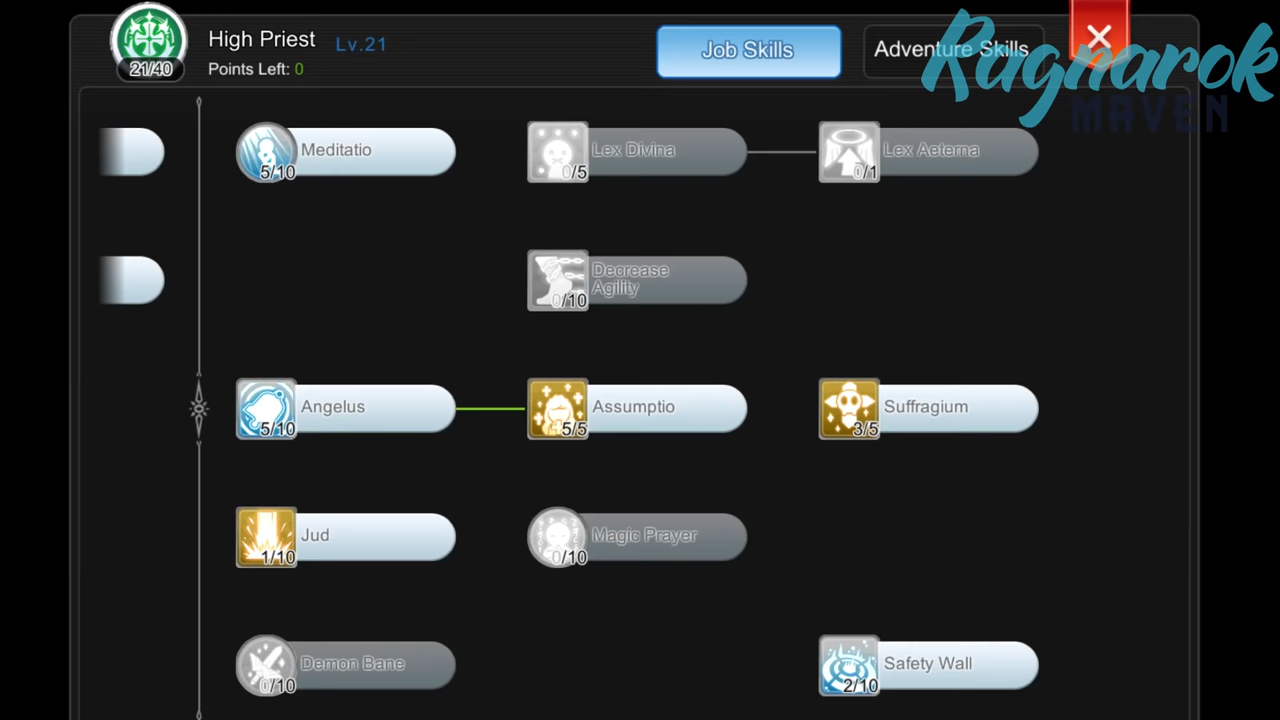 High Priest Lv.21
21/40
Points Left: 0
Job Skills
Adventure Skills
Ragnarok
MAVEN
Meditatio
5/10
Lex Divina
0/5
Lex Aeterna
0/1
Decrease
Agility
0/10
Angelus
5/10
Assumptio
5/5
Suffragium
3/5
Jud
1/10
Magic Prayer
0/10
Demon Bane
0/10
Safety Wall
2/10